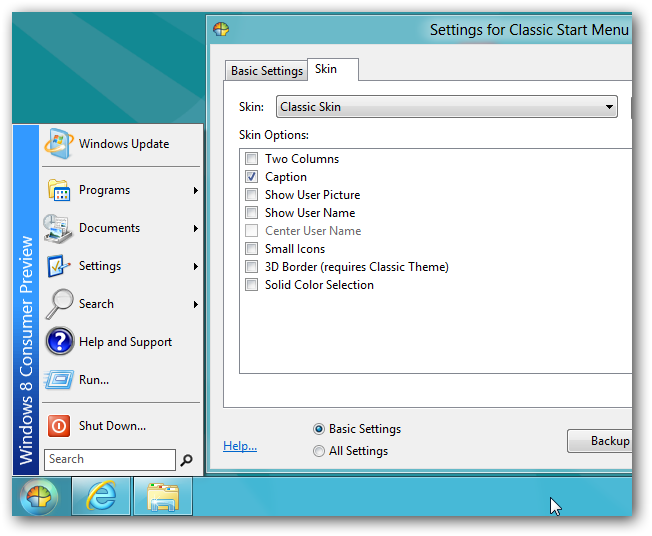 Settings for Classic Start Menu
Basic Settings
Skin
Skin:
Classic Skin
Skin Options:
Two Columns
Caption
Show User Picture
Show User Name
Center User Name
Small Icons
3D Border (requires Classic Theme)
Solid Color Selection
Help...
Basic Settings
All Settings
Backup
Windows 8 Consumer Preview
Windows Update
Programs
Documents
Settings
Search
Help and Support
Run...
Shut Down...
Search